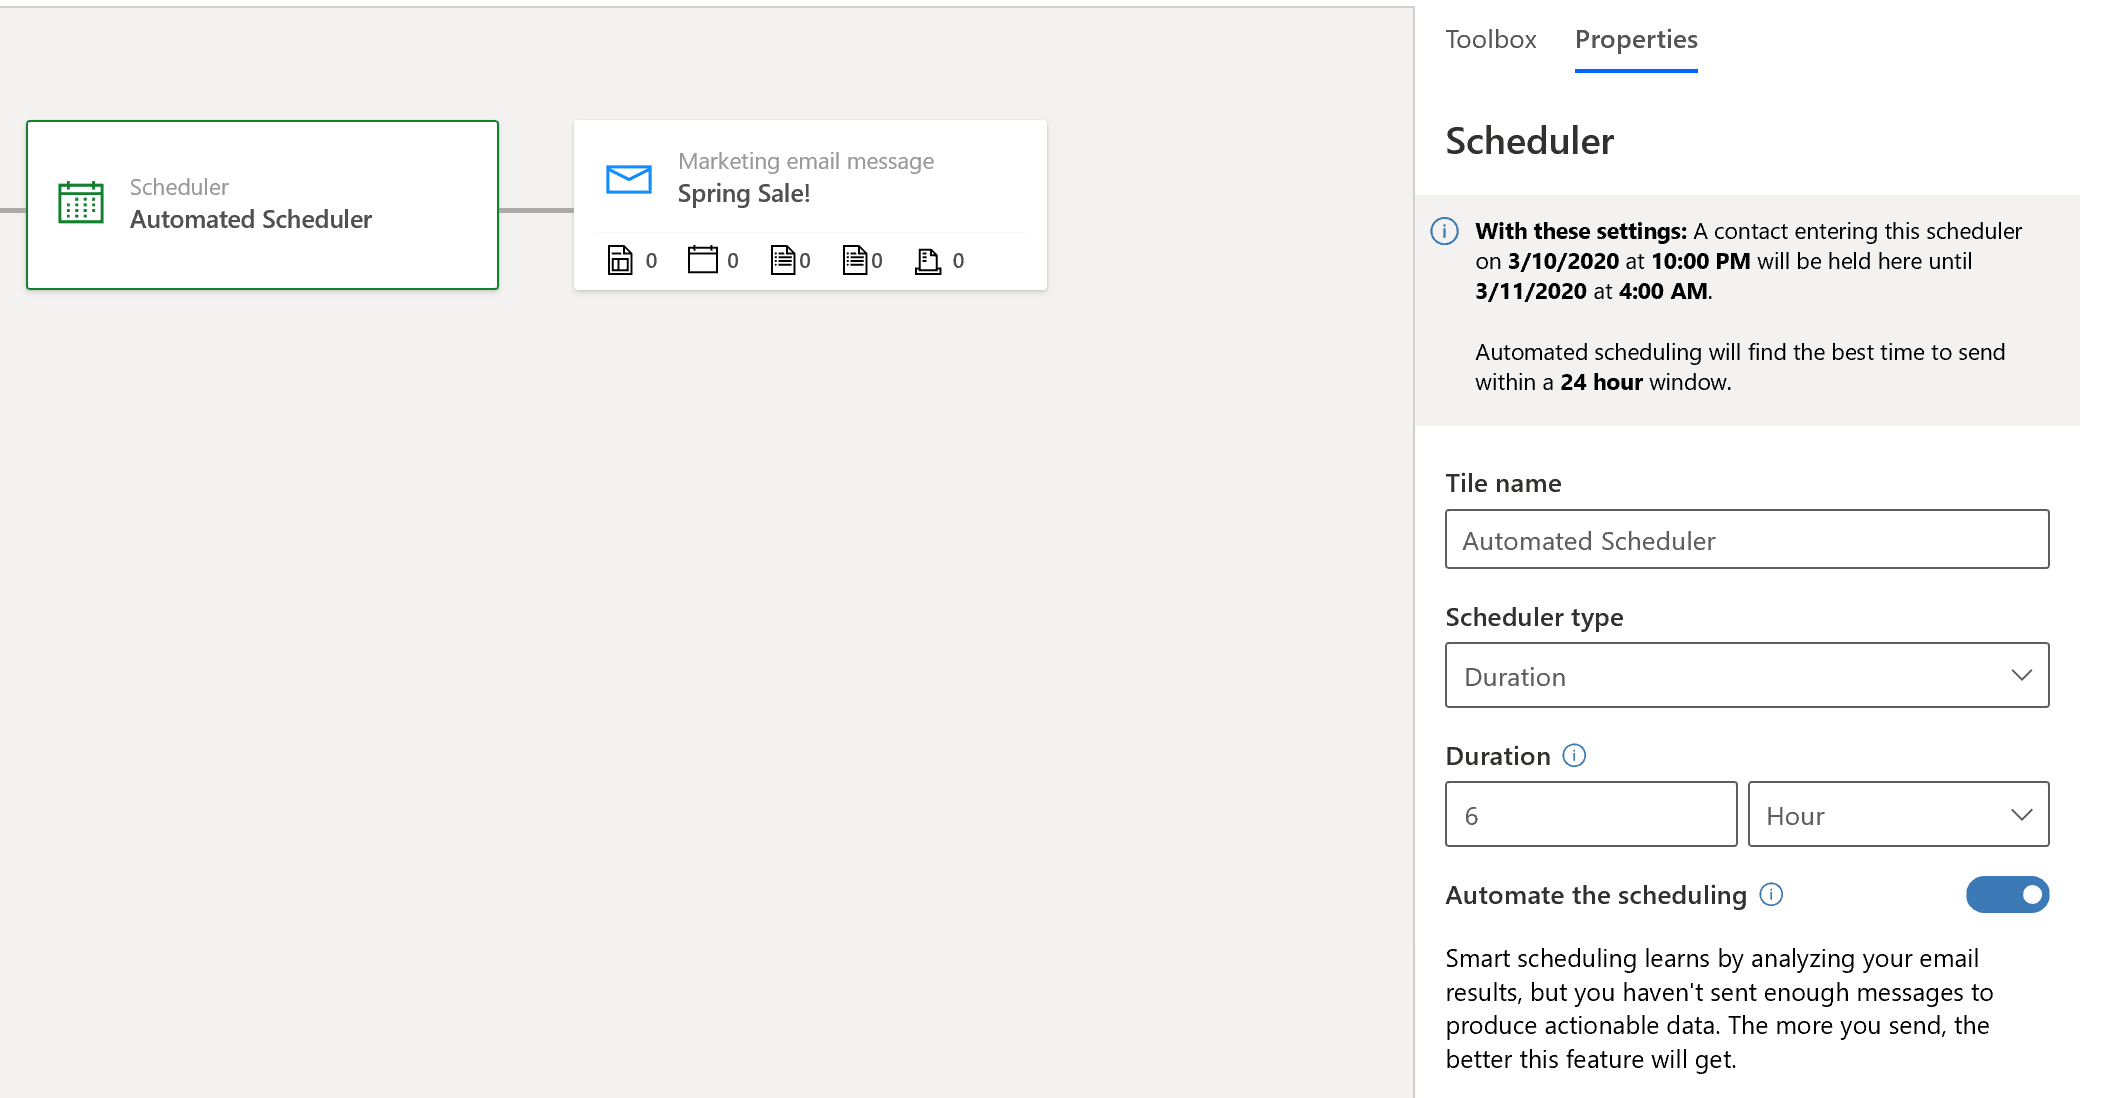 Scheduler
Automated Scheduler
Marketing email message
Spring Sale!
0 0 0 0 0
Toolbox Properties
Scheduler
With these settings: A contact entering this scheduler
on 3/10/2020 at 10:00 PM will be held here until
3/11/2020 at 4:00 AM.
Automated scheduling will find the best time to send
within a 24 hour window.
Tile name
Automated Scheduler
Scheduler type
Duration
Duration
6 Hour
Automate the scheduling
Smart scheduling learns by analyzing your email
results, but you haven't sent enough messages to
produce actionable data. The more you send, the
better this feature will get.